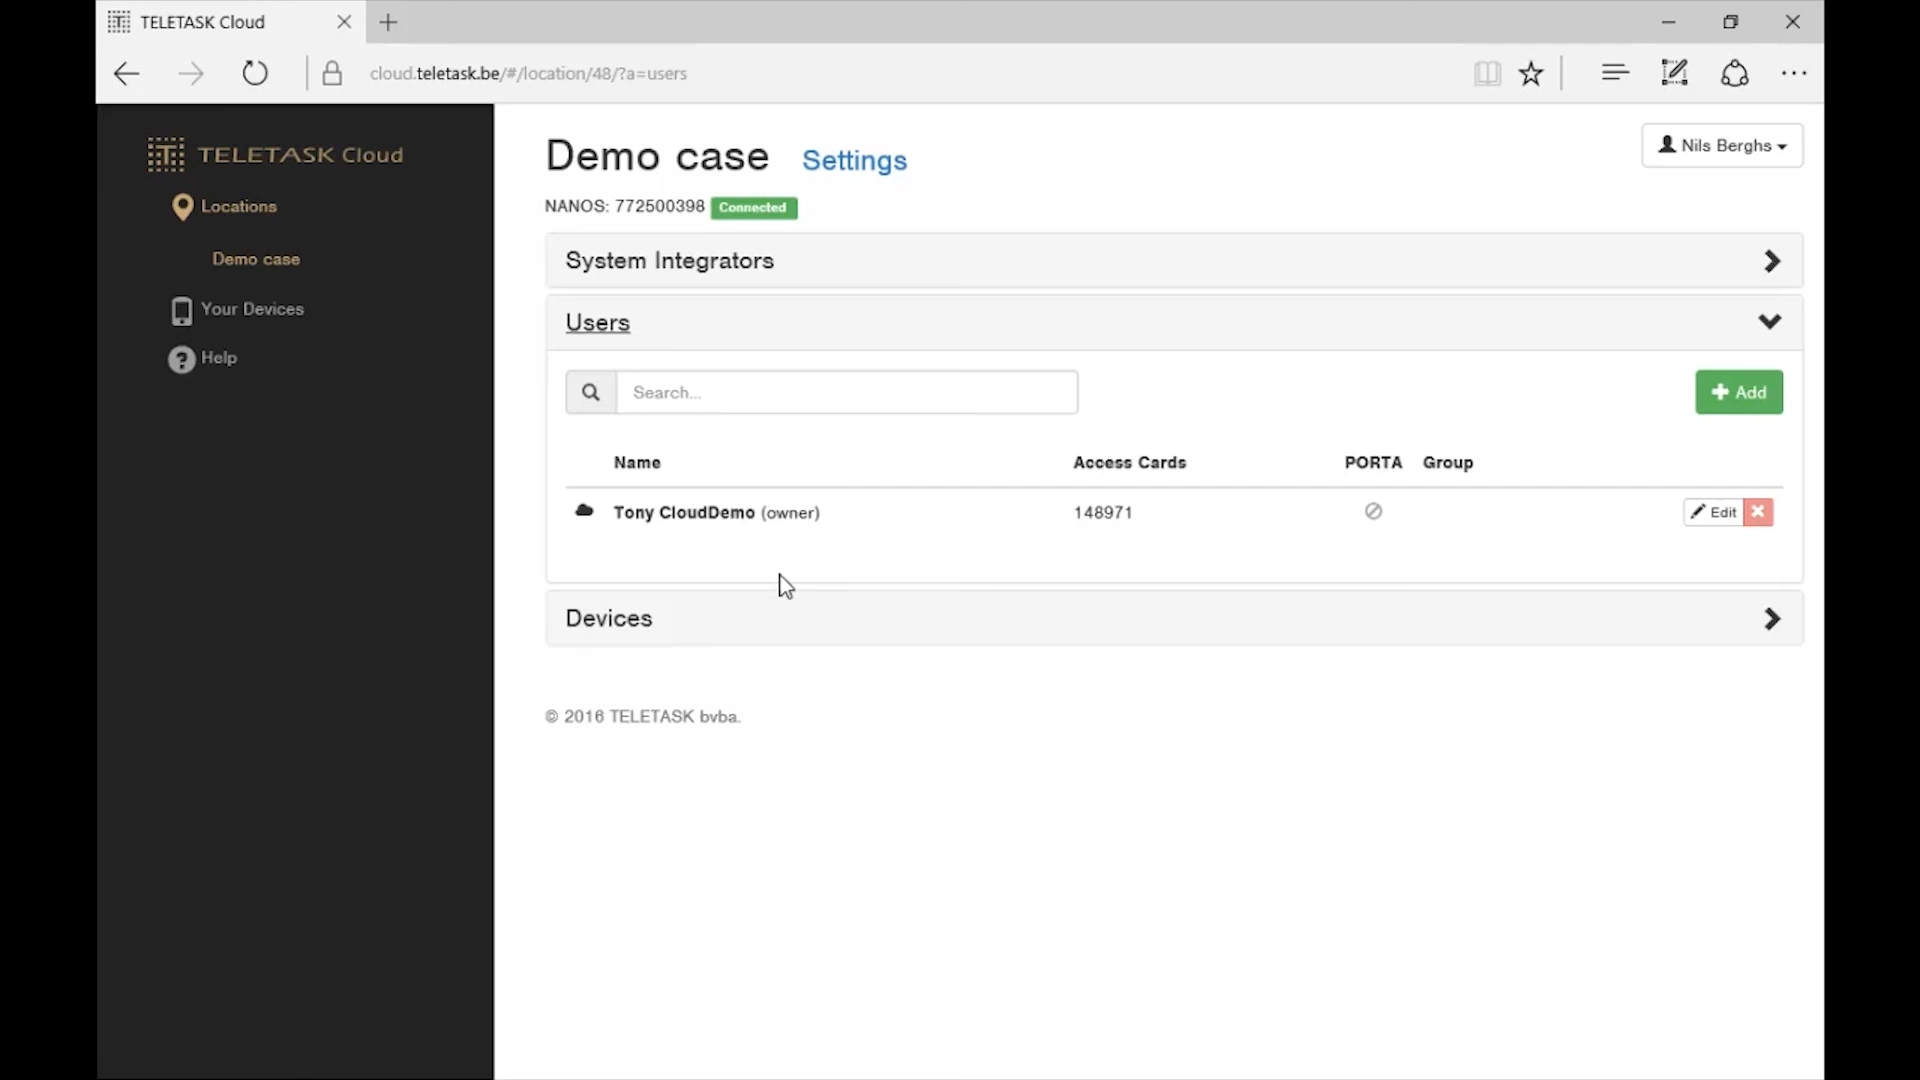 TELETASK Cloud
cloud.teletask.be/#/location/48/?a=users
TELETASK Cloud
Locations
Demo case
Your Devices
Help
Demo case Settings
Nils Berghs
NANOS: 772500398 Connected
System Integrators
Users
Search...
Add
Name Access Cards PORTA Group
Tony CloudDemo (owner) 148971 Edit
Devices
© 2016 TELETASK bvba.